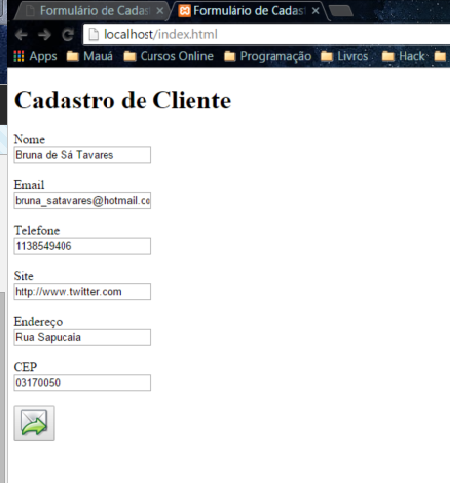 Formulário de Cadast
Formulário de Cadast
localhost/index.html
Apps Mauá Cursos Online Programação Livros Hack
Cadastro de Cliente
Nome
Bruna de Sá Tavares
Email
bruna_satavares@hotmail.co
Telefone
1138549406
Site
http://www.twitter.com
Endereço
Rua Sapucaia
CEP
03170050